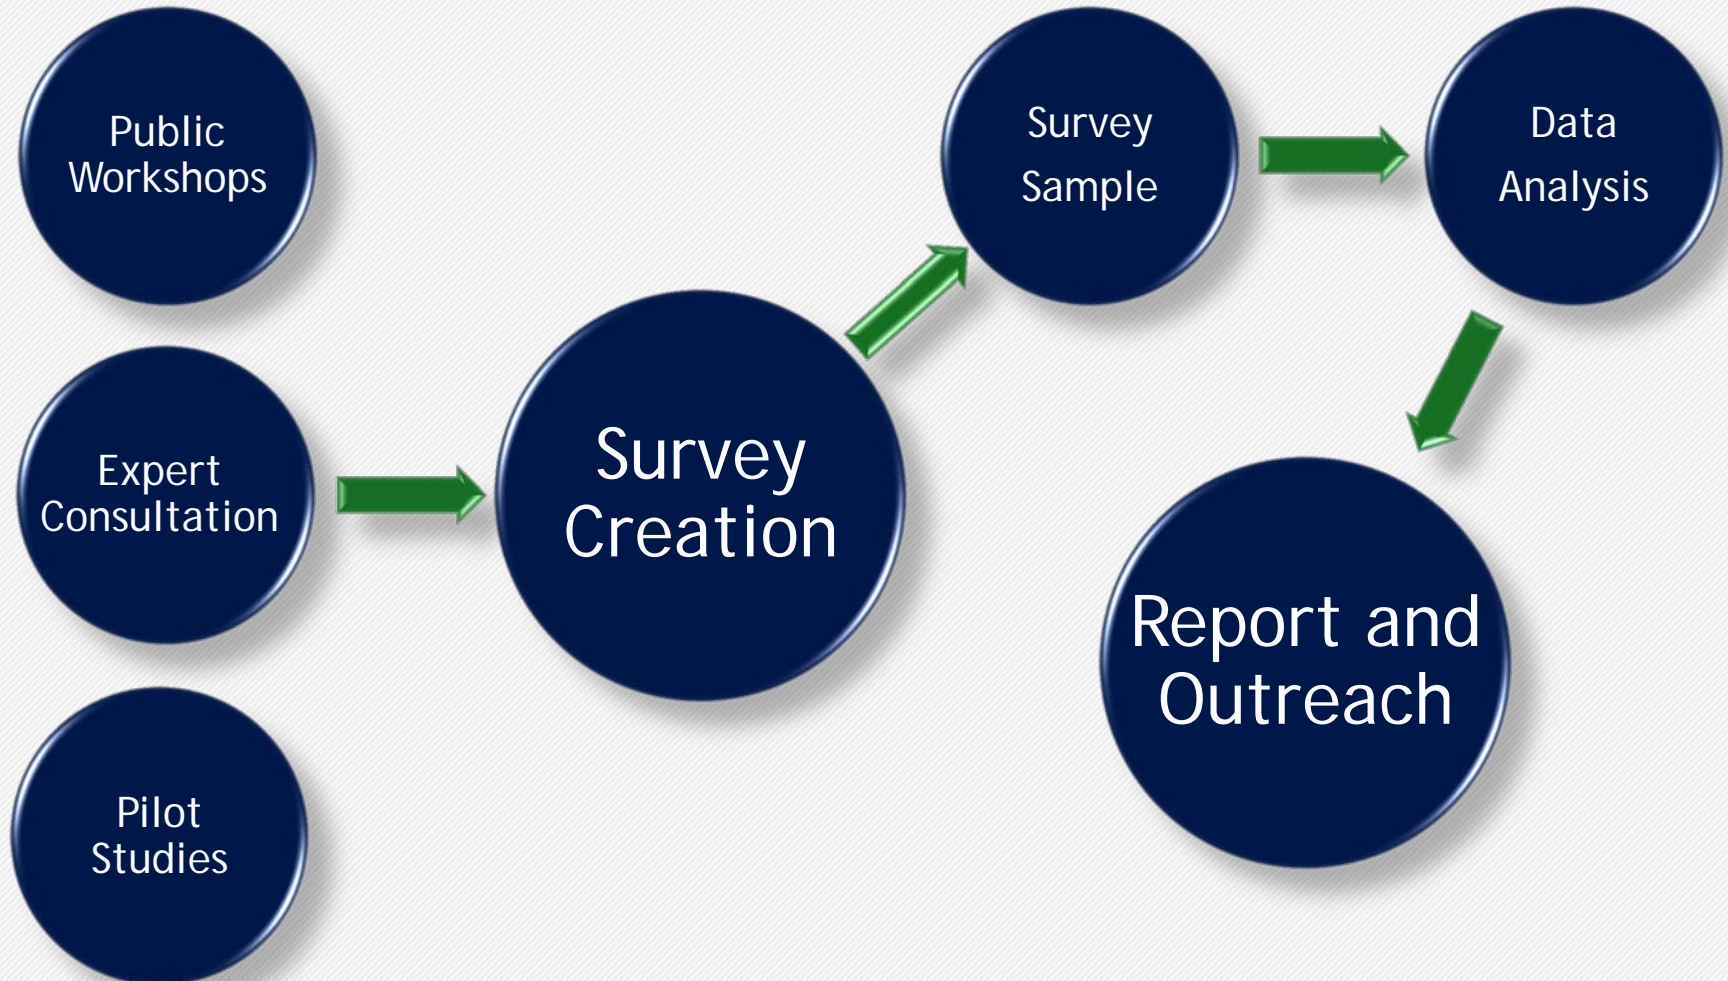 Public
Workshops
Expert
Consultation
Pilot
Studies
Survey
Creation
Survey
Sample
Data
Analysis
Report and
Outreach